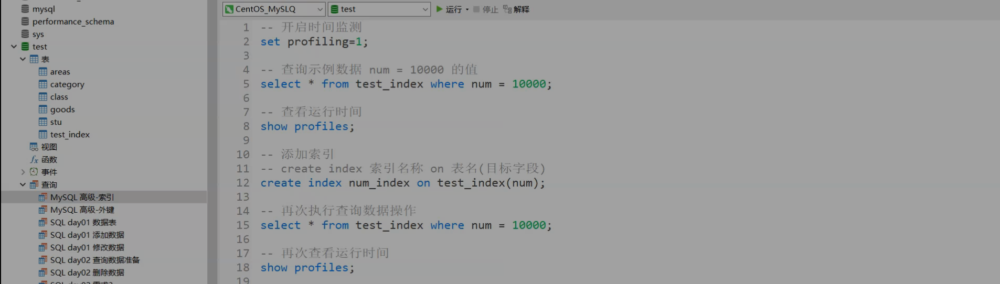 mysql
performance_schema
sys
test
表
areas
category
class
goods
stu
test_index
视图
fx 函数
事件
查询
MySQL 高级-索引
MySQL 高级-外键
SQL day01 数据表
SQL day01 添加数据
SQL day01 修改数据
SQL day02 查询数据准备
SQL day02 删除数据
CentOS_MySLQ test 运行 停止 解释
1 -- 开启时间监测
2 set profiling=1;
3
4 -- 查询示例数据 num = 10000 的值
5 select * from test_index where num = 10000;
6
7 -- 查看运行时间
8 show profiles;
9
10 -- 添加索引
11 -- create index 索引名称 on 表名(目标字段)
12 create index num_index on test_index(num);
13
14 -- 再次执行查询数据操作
15 select * from test_index where num = 10000;
16
17 -- 再次查看运行时间
18 show profiles;
19